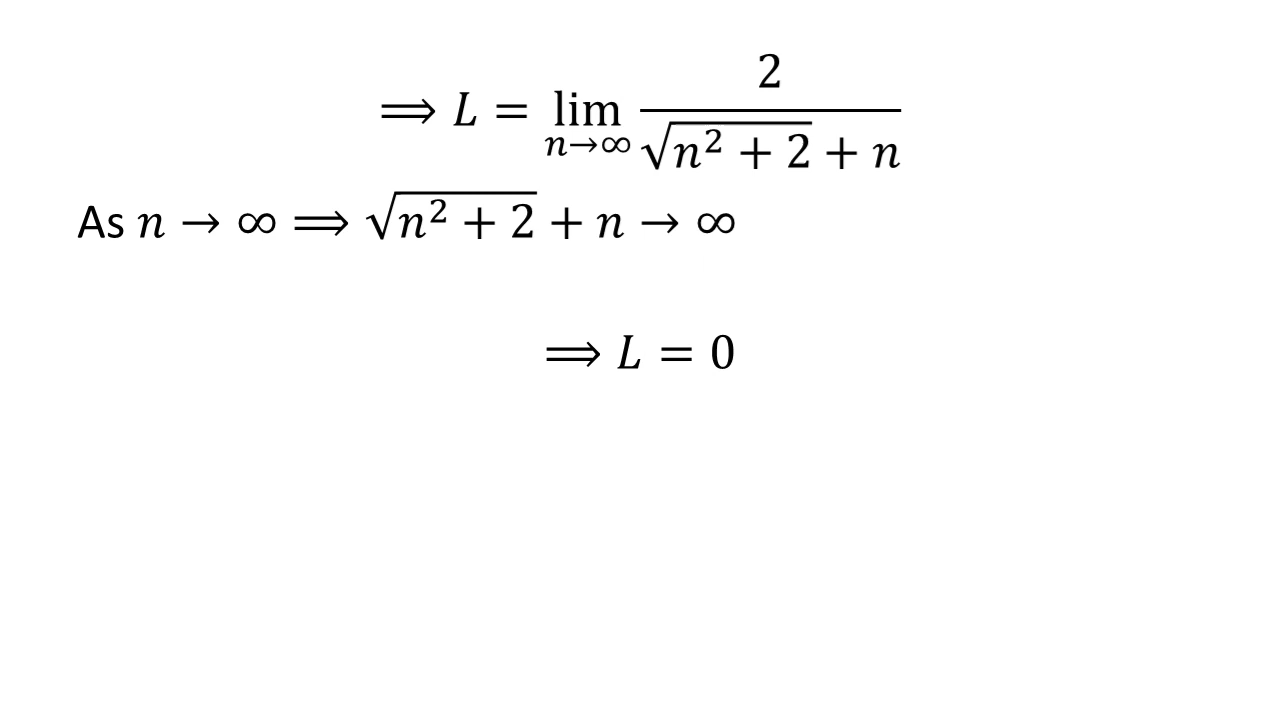 ⟹ L = lim_{n→∞} 2 / (√(n² + 2) + n)
As n → ∞ ⟹ √(n² + 2) + n → ∞
⟹ L = 0